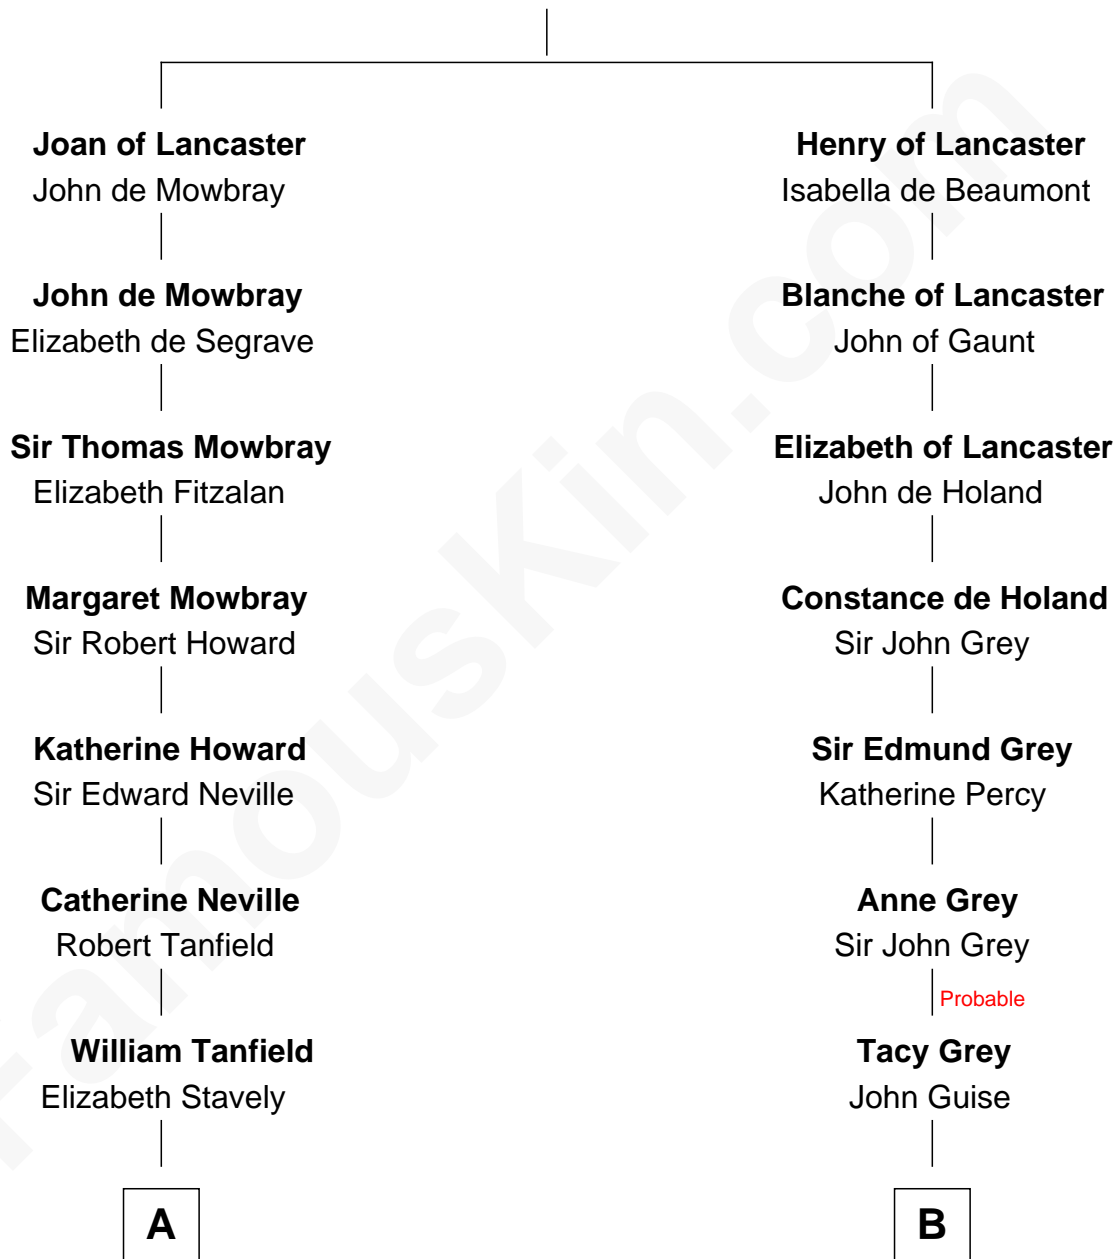 Joan of Lancaster
John de Mowbray
Henry of Lancaster
Isabella de Beaumont
John de Mowbray
Elizabeth de Segrave
Blanche of Lancaster
John of Gaunt
Sir Thomas Mowbray
Elizabeth Fitzalan
Elizabeth of Lancaster
John de Holand
Margaret Mowbray
Sir Robert Howard
Constance de Holand
Sir John Grey
Katherine Howard
Sir Edward Neville
Sir Edmund Grey
Katherine Percy
Catherine Neville
Robert Tanfield
Anne Grey
Sir John Grey
Probable
William Tanfield
Elizabeth Stavely
Tacy Grey
John Guise
A
B
FamousKin.com